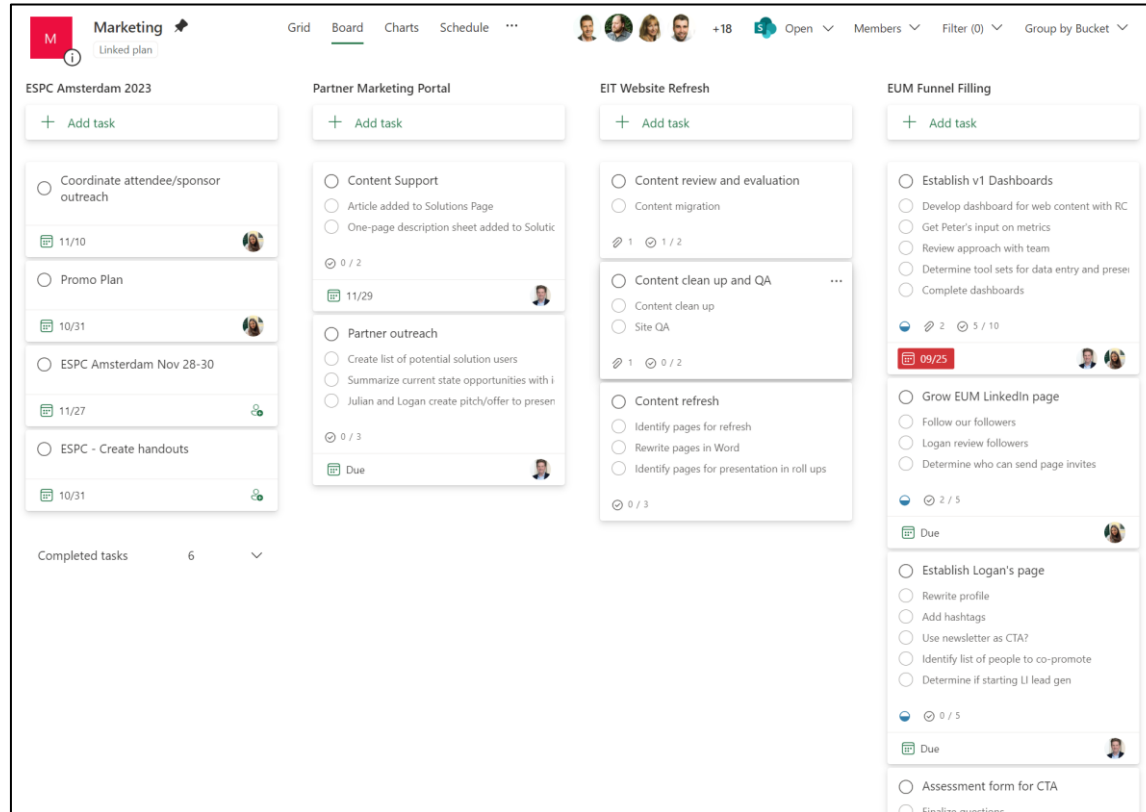 M
Marketing
Linked plan
Grid Board Charts Schedule ...
+18
S
Open
Members
Filter (0)
Group by Bucket
ESPC Amsterdam 2023
+ Add task
Coordinate attendee/sponsor
outreach
11/10
Promo Plan
10/31
ESPC Amsterdam Nov 28-30
11/27
ESPC - Create handouts
10/31
Completed tasks 6
Partner Marketing Portal
+ Add task
Content Support
Article added to Solutions Page
One-page description sheet added to Solutic
0 / 2
11/29
Partner outreach
Create list of potential solution users
Summarize current state opportunities with i
Julian and Logan create pitch/offer to presen
0 / 3
Due
EIT Website Refresh
+ Add task
Content review and evaluation
Content migration
1 1 / 2
Content clean up and QA ...
Content clean up
Site QA
1 0 / 2
Content refresh
Identify pages for refresh
Rewrite pages in Word
Identify pages for presentation in roll ups
0 / 3
EUM Funnel Filling
+ Add task
Establish v1 Dashboards
Develop dashboard for web content with RC
Get Peter's input on metrics
Review approach with team
Determine tool sets for data entry and presei
Complete dashboards
2 5 / 10
09/25
Grow EUM LinkedIn page
Follow our followers
Logan review followers
Determine who can send page invites
2 / 5
Due
Establish Logan's page
Rewrite profile
Add hashtags
Use newsletter as CTA?
Identify list of people to co-promote
Determine if starting LI lead gen
0 / 5
Due
Assessment form for CTA
Finalize questions